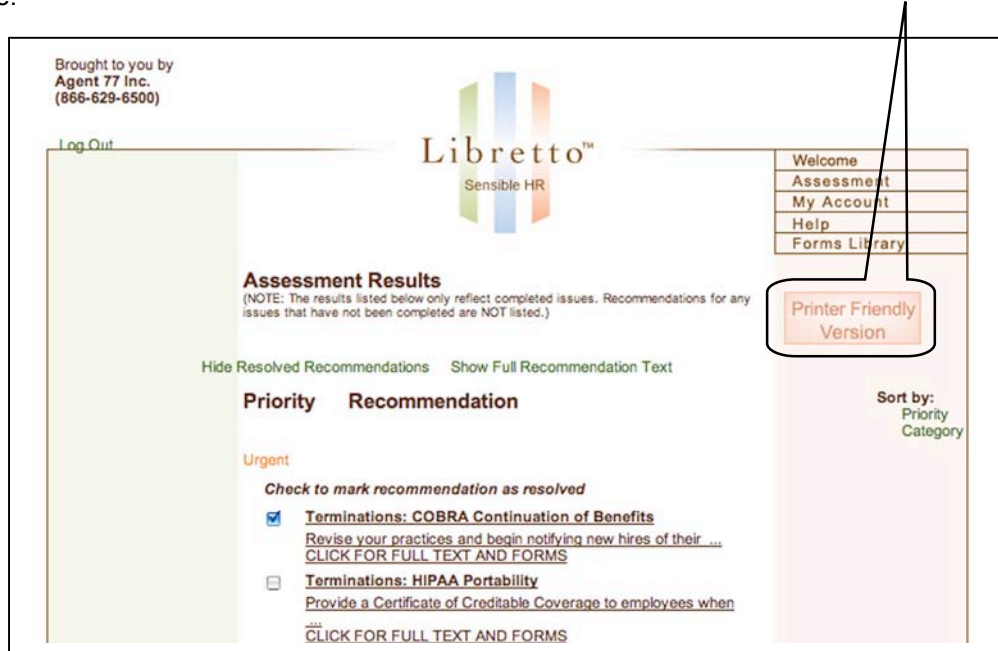 Brought to you by
Agent 77 Inc.
(866-629-6500)
Log Out
Libretto™
Sensible HR
Welcome
Assessment
My Account
Help
Forms Library
Assessment Results
(NOTE: The results listed below only reflect completed issues. Recommendations for any
issues that have not been completed are NOT listed.)
Printer Friendly
Version
Hide Resolved Recommendations Show Full Recommendation Text
Priority Recommendation
Sort by:
Priority
Category
Urgent
Check to mark recommendation as resolved
Terminations: COBRA Continuation of Benefits
Revise your practices and begin notifying new hires of their ...
CLICK FOR FULL TEXT AND FORMS
Terminations: HIPAA Portability
Provide a Certificate of Creditable Coverage to employees when
...
CLICK FOR FULL TEXT AND FORMS